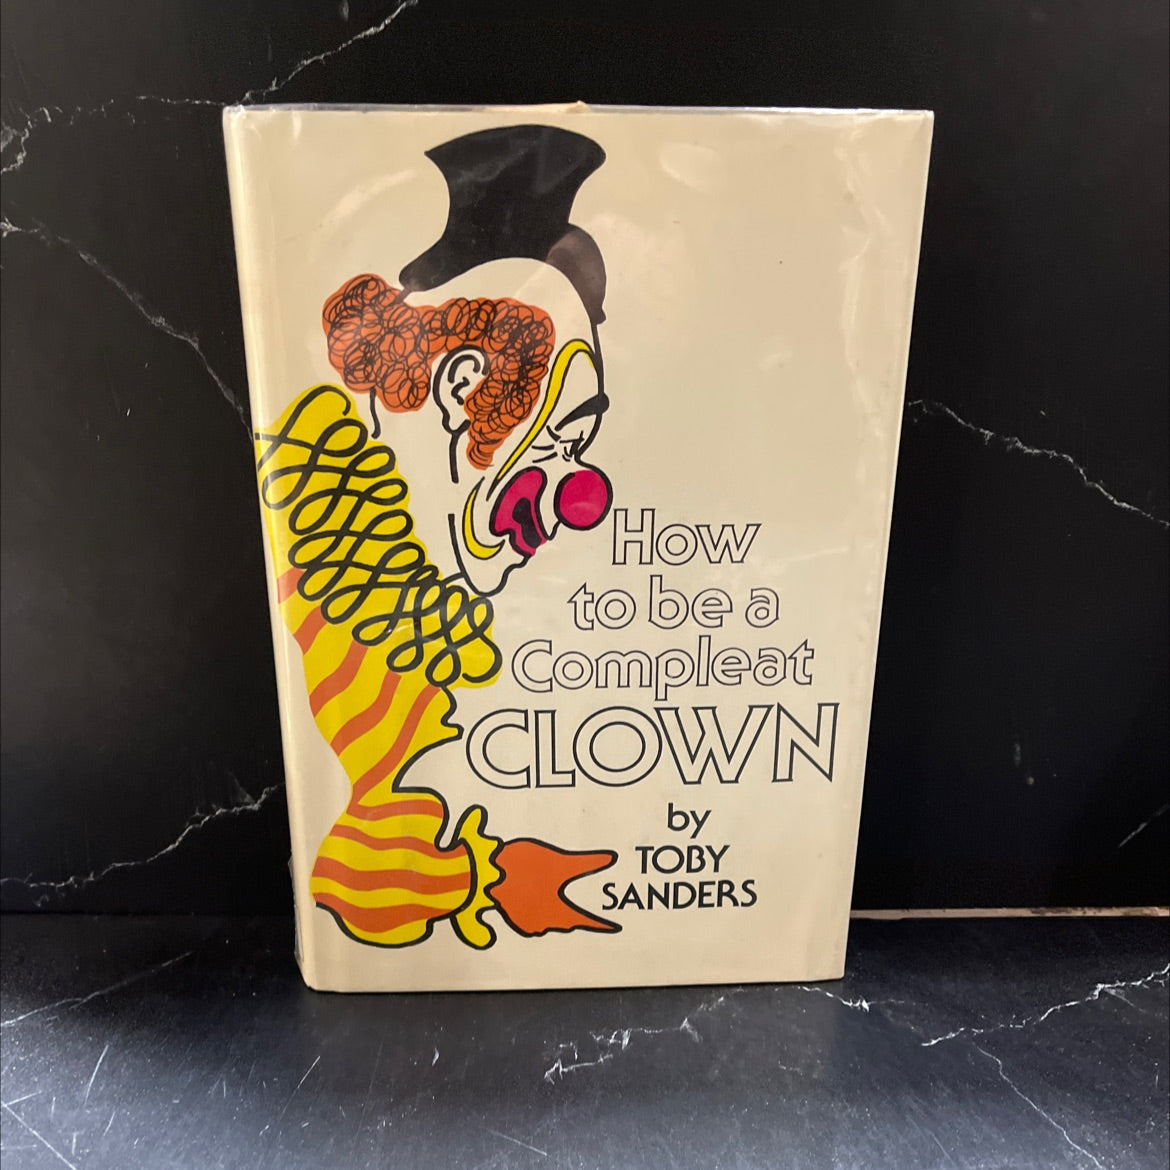 How
to be a
Compleat
CLOWN
by
TOBY
SANDERS